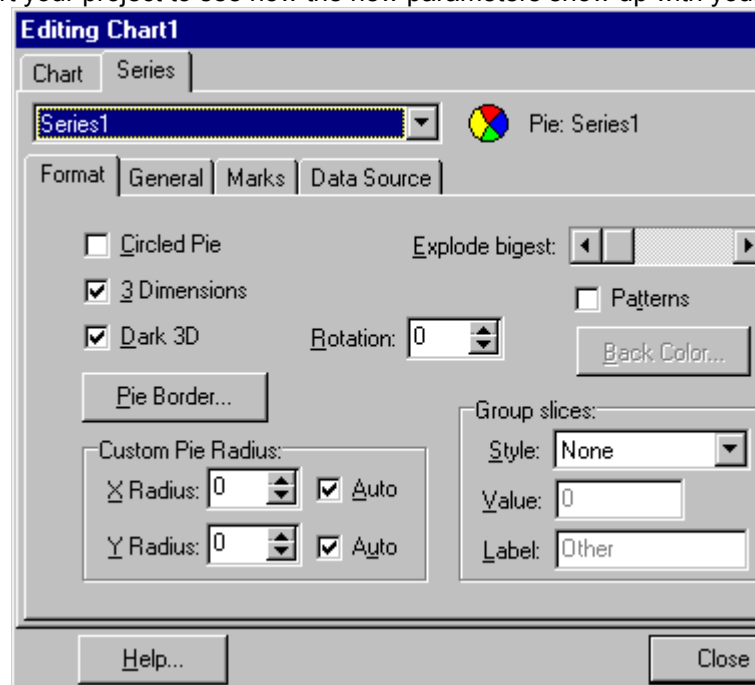 t your project to see how the new parameters show up with you
Editing Chart1
Chart Series
Series1 Pie: Series1
Format General Marks Data Source
Circled Pie Explode bigest:
3 Dimensions Patterns
Dark 3D Rotation: 0 Back Color...
Pie Border...
Group slices:
Custom Pie Radius: Style: None
X Radius: 0 Auto Value: 0
Y Radius: 0 Auto Label: Other
Help... Close